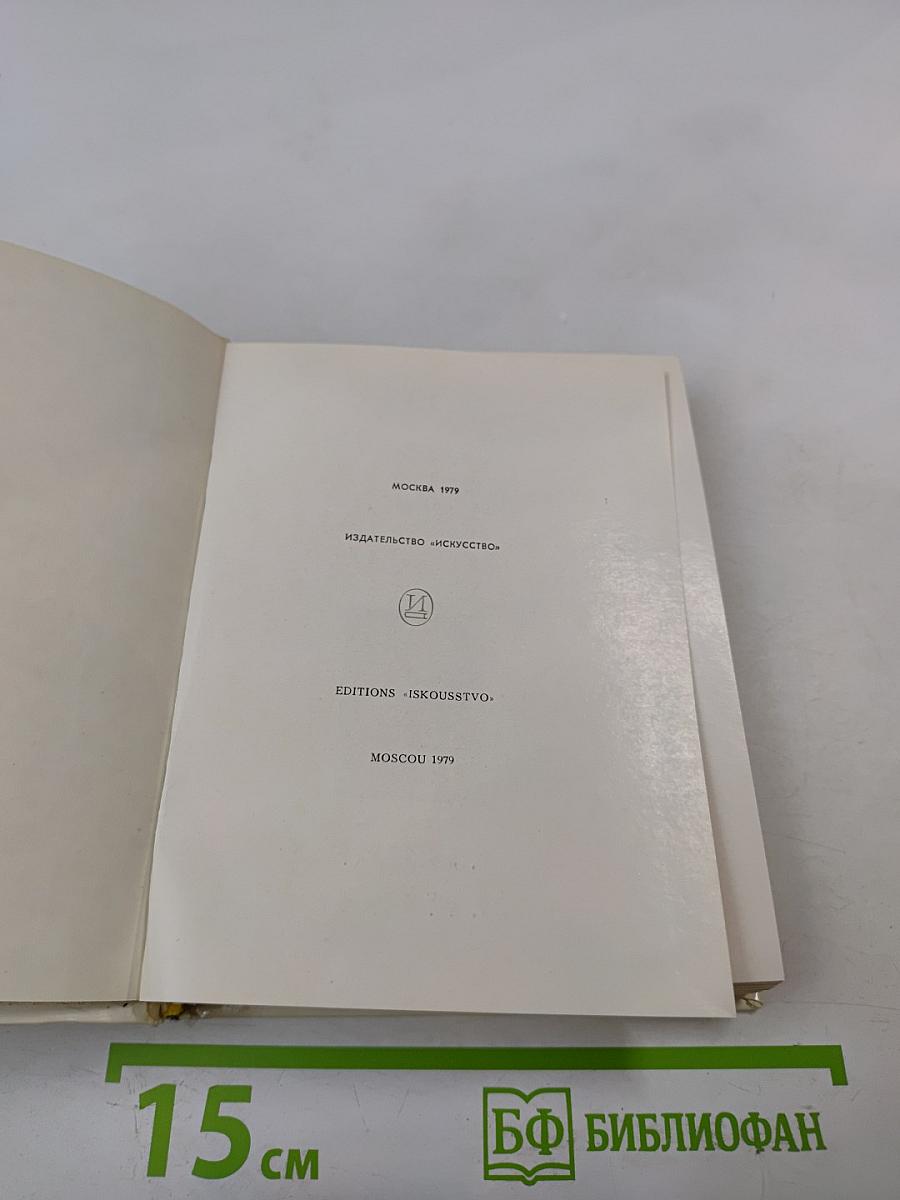 МОСКВА 1979
ИЗДАТЕЛЬСТВО «ИСКУССТВО»
И
EDITIONS «ISKOUSSTVO»
MOSCOU 1979
15 СМ
БФ БИБЛИОФАН